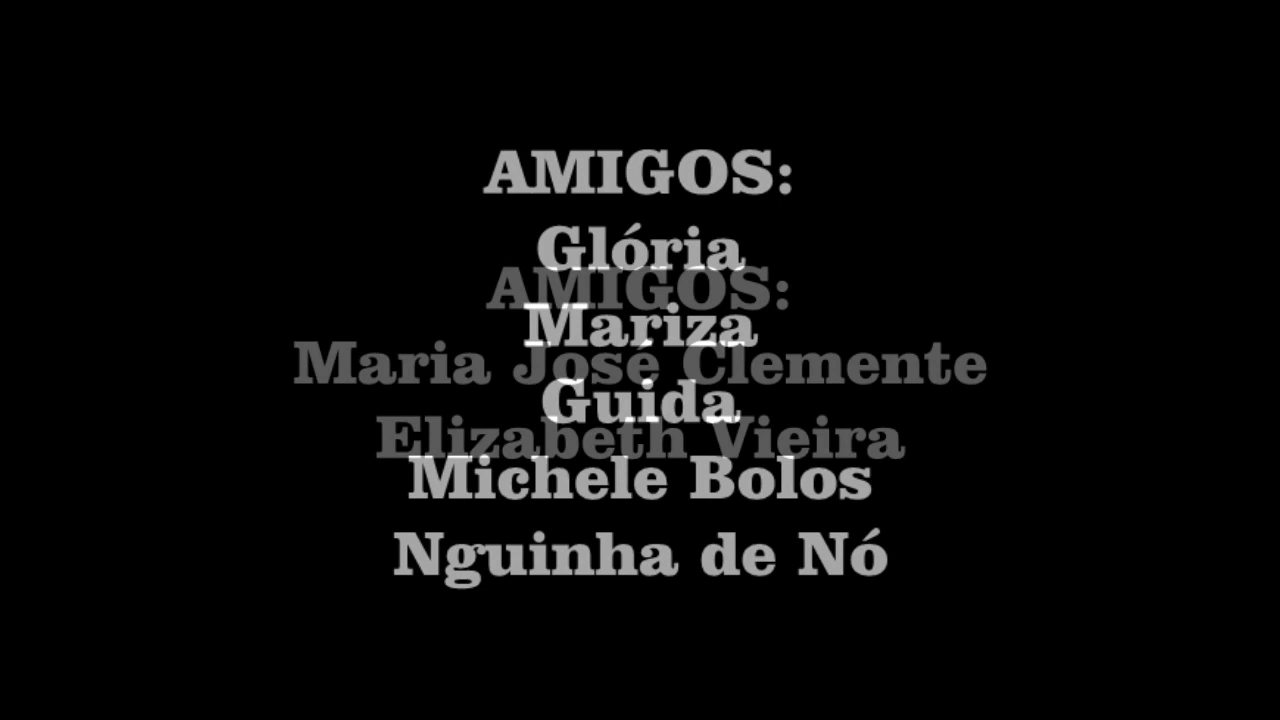 AMIGOS:
Glória
AMIGOS:
Mariza
Maria José Clemente
Guida
Elizabeth Vieira
Michele Bolos
Nguinha de Nó